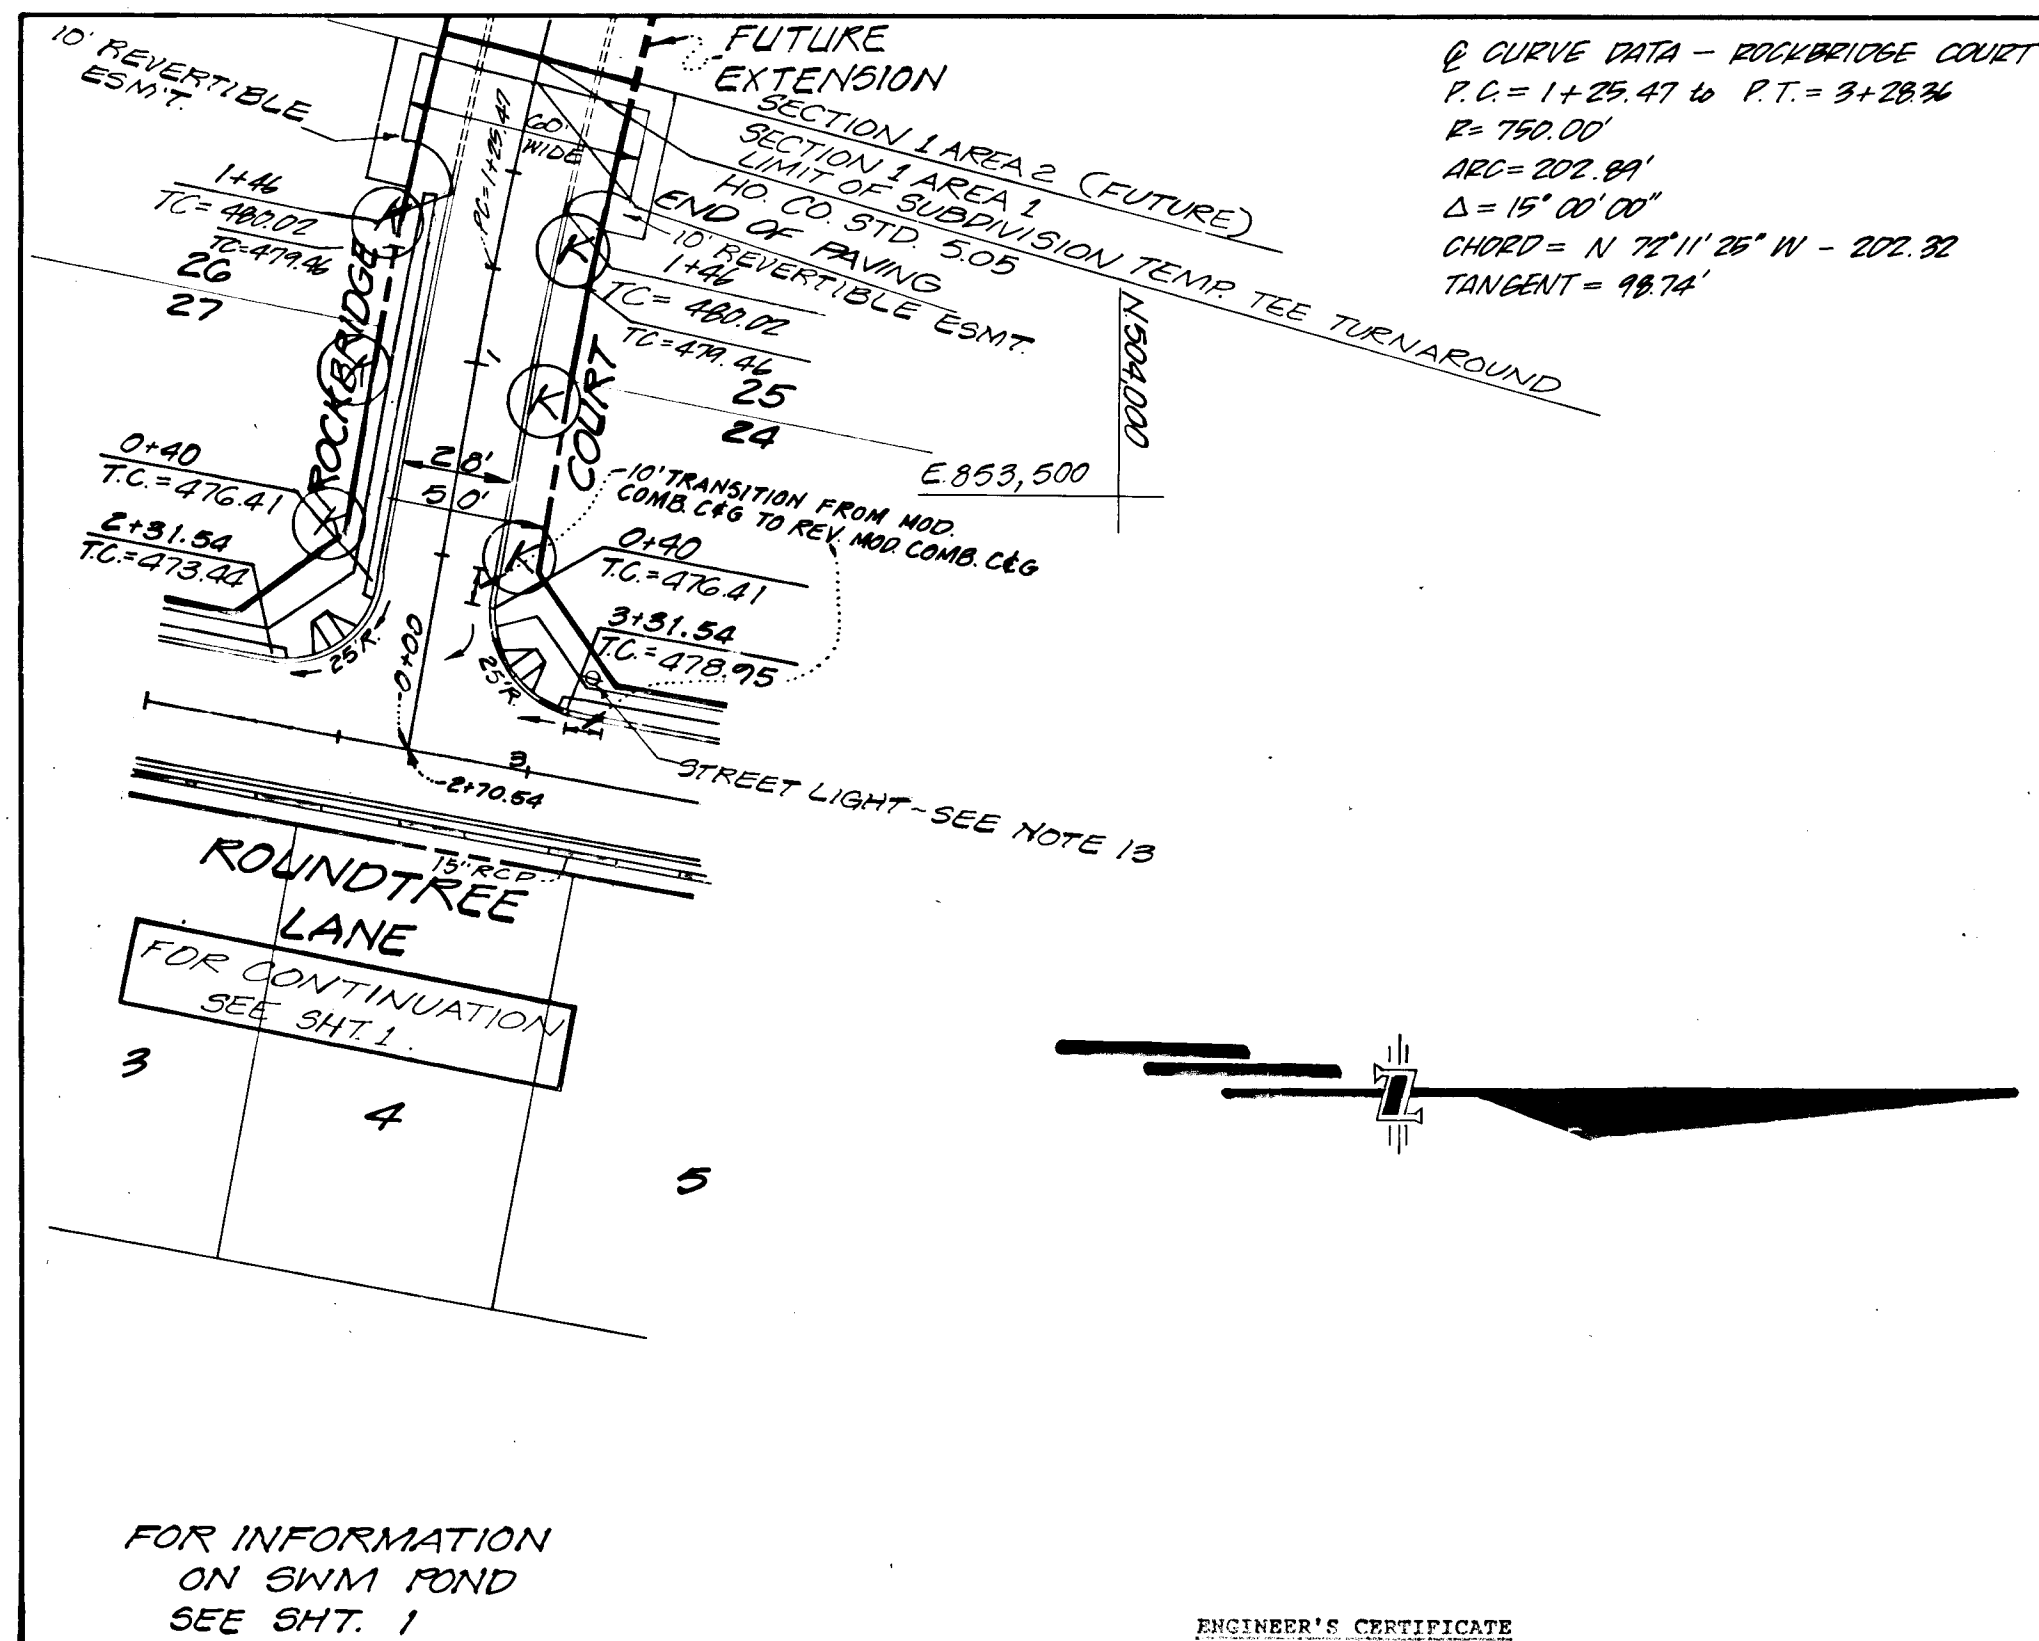 10' REVERTIBLE
ESM'T.
FUTURE
EXTENSION
SECTION 1 AREA 2 (FUTURE)
SECTION 1 AREA 1
LIMIT OF SUBDIVISION
HO. CO. STD. 5.05 TEMP. TEE TURNAROUND
END OF PAVING
10' REVERTIBLE ESMT.
60'
WIDE
PC=1+25.47
1+46
TC=480.02
TC=479.46
26
27
1+46
TC=480.02
TC=479.46
25
24
ROCKBRIDGE
COURT
K
K
K
K
K
K
1
28'
50'
0+40
T.C.=476.41
2+31.54
T.C.=473.44
10' TRANSITION FROM MOD.
COMB. C&G TO REV. MOD. COMB. C&G
0+40
T.C.=476.41
3+31.54
T.C.=478.95
25'R.
25'R.
0+00
3
2+70.54
STREET LIGHT~SEE NOTE 13
15" RCP
ROUNDTREE
LANE
FOR CONTINUATION
SEE SHT. 1.
3
4
5
N.504,000
E.853,500
℄ CURVE DATA - ROCKBRIDGE COURT
P.C. = 1+25.47 to P.T. = 3+28.36
R= 750.00'
ARC= 202.89'
Δ = 15° 00' 00"
CHORD = N 72° 11' 25" W - 202.32
TANGENT = 98.74'
Z
FOR INFORMATION
ON SWM POND
SEE SHT. 1
ENGINEER'S CERTIFICATE